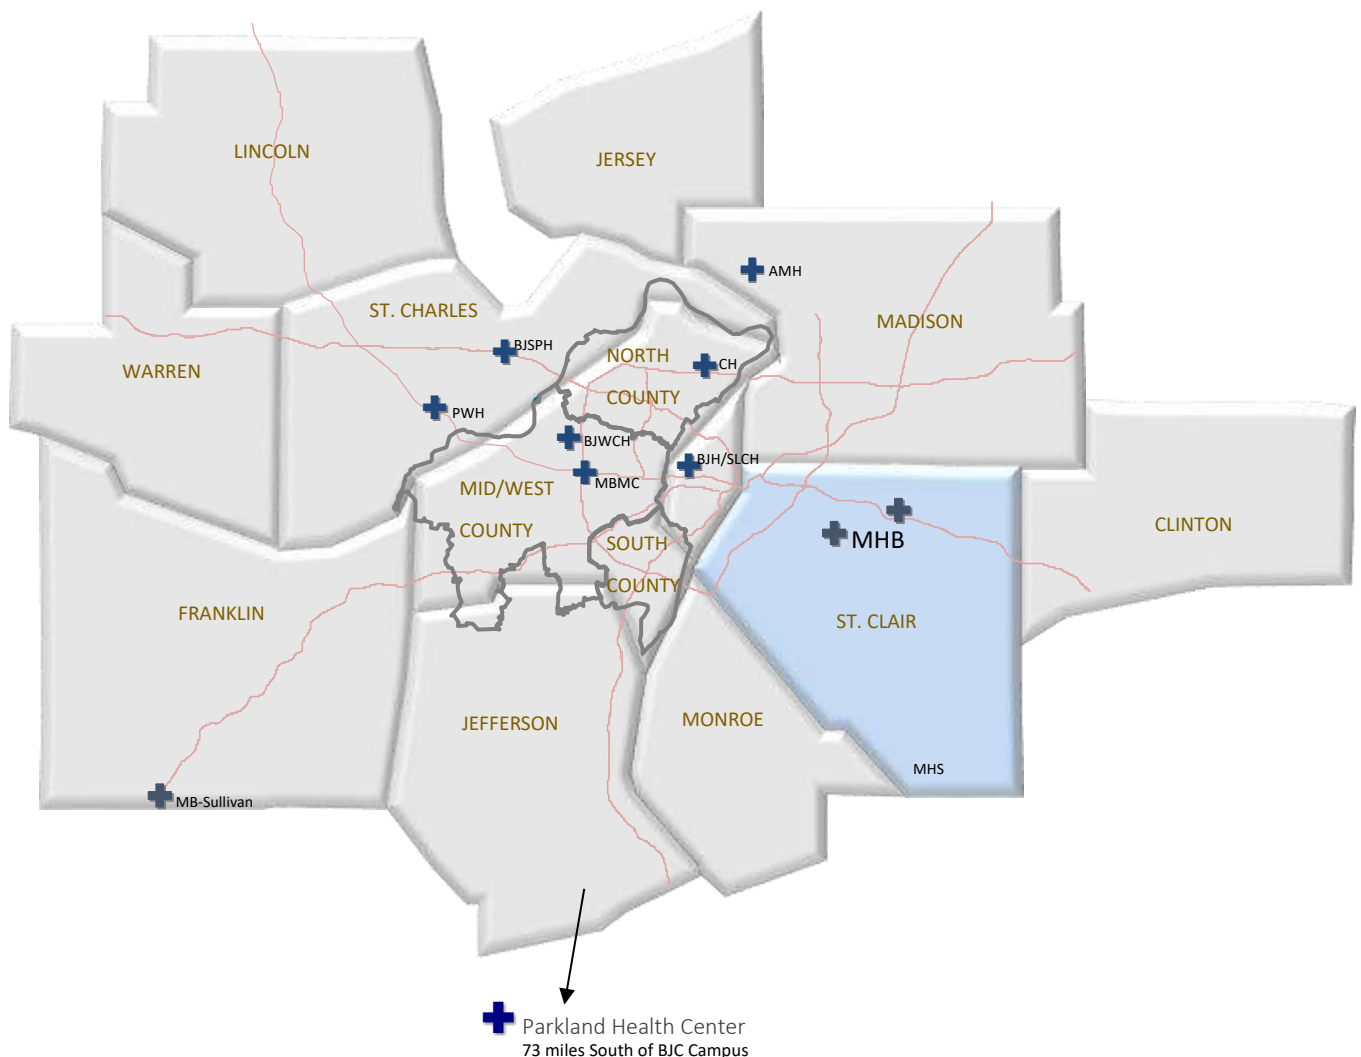 LINCOLN
JERSEY
AMH
ST. CHARLES
MADISON
BJSPH
NORTH
COUNTY
CH
WARREN
PWH
BJWCH
BJH/SLCH
MBMC
MID/WEST
COUNTY
CLINTON
MHB
SOUTH
COUNTY
FRANKLIN
ST. CLAIR
JEFFERSON
MONROE
MHS
MB-Sullivan
Parkland Health Center
73 miles South of BJC Campus